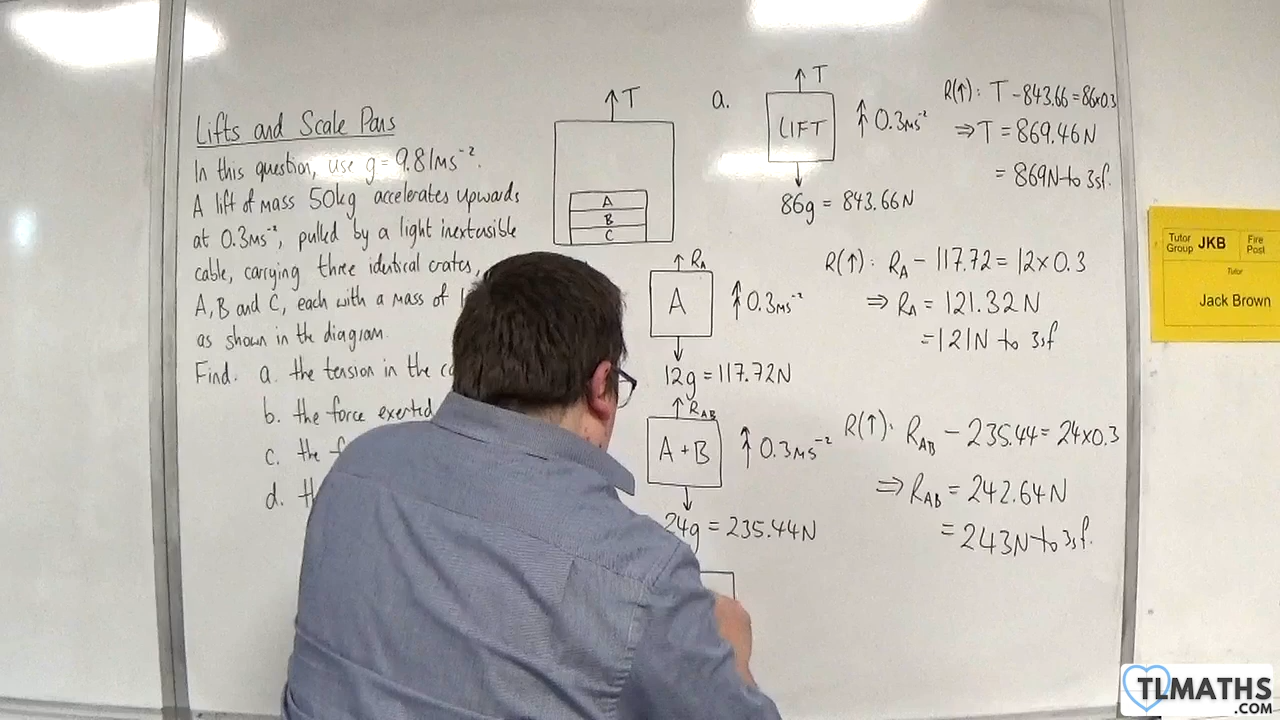 Lifts and Scale Pans
In this question, use g = 9.81ms⁻².
A lift of mass 50kg accelerates upwards
at 0.3ms⁻², pulled by a light inextensible
cable, carrying three identical crates,
A, B and C, each with a mass of
as shown in the diagram.
Find. a. the tension in the
b. the force exerted
c. the
d.
T
A
B
C
a.
T
LIFT
0.3ms⁻²
86g = 843.66N
R(↑): T - 843.66 = 86×0.3
⇒ T = 869.46N
= 869N to 3sf.
R_A
A
0.3ms⁻²
12g = 117.72N
R(↑): R_A - 117.72 = 12 × 0.3
⇒ R_A = 121.32N
= 121N to 3sf
R_AB
A + B
0.3ms⁻²
24g = 235.44N
R(↑): R_AB - 235.44 = 24×0.3
⇒ R_AB = 242.64N
= 243N to 3sf.
Tutor Group JKB Fire Post
Tutor
Jack Brown
TLMATHS
.COM